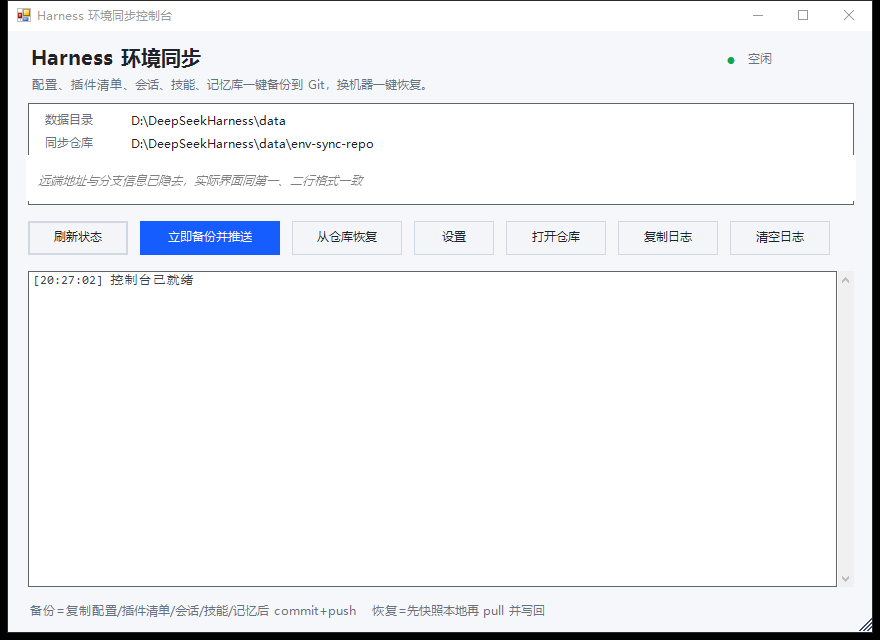 Harness 环境同步控制台
Harness 环境同步
空闲
配置、插件清单、会话、技能、记忆库一键备份到 Git，换机器一键恢复。
数据目录 D:\DeepSeekHarness\data
同步仓库 D:\DeepSeekHarness\data\env-sync-repo
远端地址与分支信息已隐去，实际界面同第一、二行格式一致
刷新状态 立即备份并推送 从仓库恢复 设置 打开仓库 复制日志 清空日志
[20:27:02] 控制台已就绪
备份=复制配置/插件清单/会话/技能/记忆后 commit+push 恢复=先快照本地再 pull 并写回